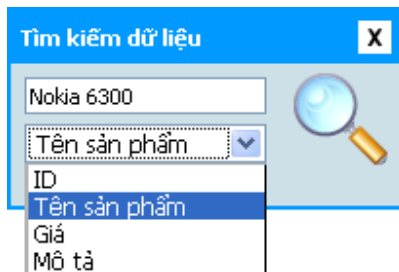 Tìm kiếm dữ liệu X
Nokia 6300
Tên sản phẩm
ID
Tên sản phẩm
Giá
Mô tả